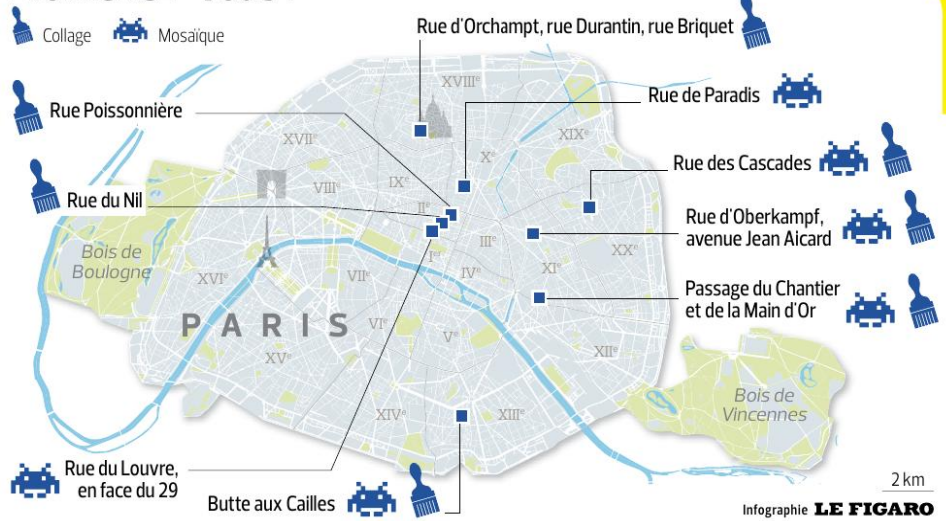 Collage
Mosaïque
Rue d'Orchampt, rue Durantin, rue Briquet
Rue Poissonnière
Rue de Paradis
Rue du Nil
Rue des Cascades
Rue d'Oberkampf,
avenue Jean Aicard
Passage du Chantier
et de la Main d'Or
XVIIIe
XVIIe
XIXe
Xe
VIIIe
IXe
IIe
IIIe
Ier
XXe
Bois de
Boulogne
XVIe
VIIe
IVe
XIe
PARIS
VIe
Ve
XVe
XIIe
XIVe
XIIIe
Bois de
Vincennes
Rue du Louvre,
en face du 29
Butte aux Cailles
2 km
Infographie LE FIGARO